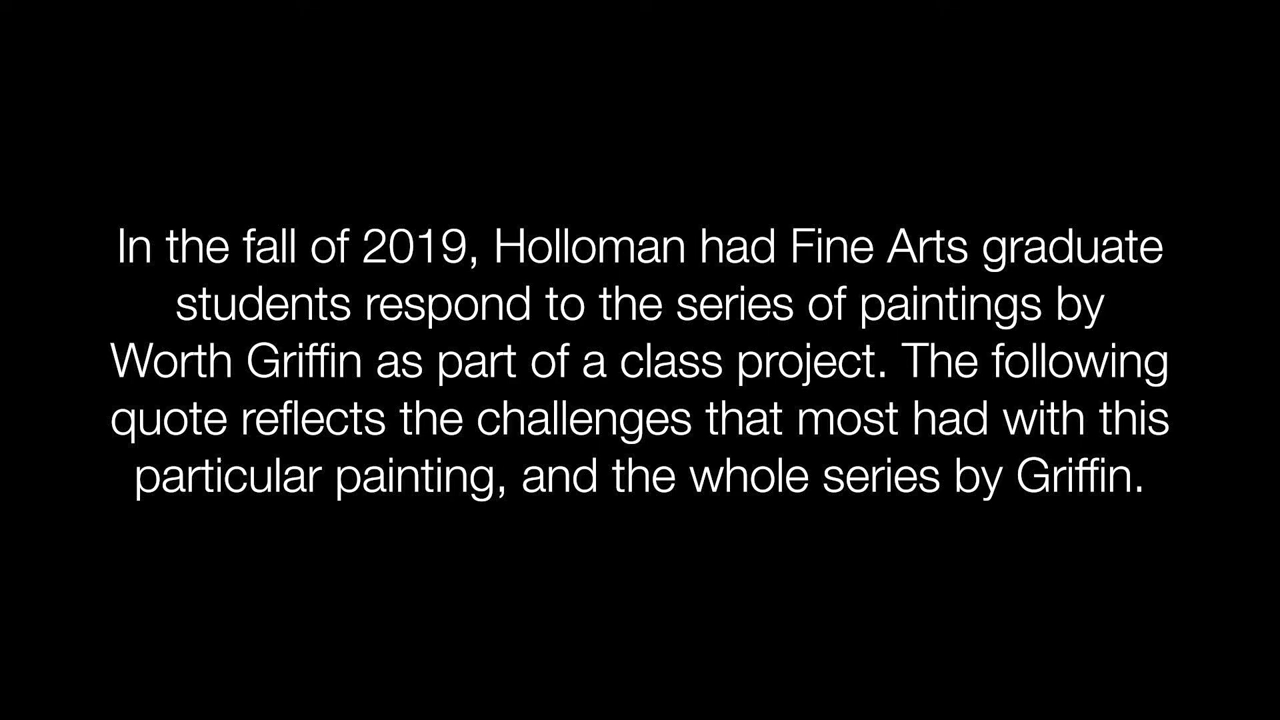 In the fall of 2019, Holloman had Fine Arts graduate
students respond to the series of paintings by
Worth Griffin as part of a class project. The following
quote reflects the challenges that most had with this
particular painting, and the whole series by Griffin.